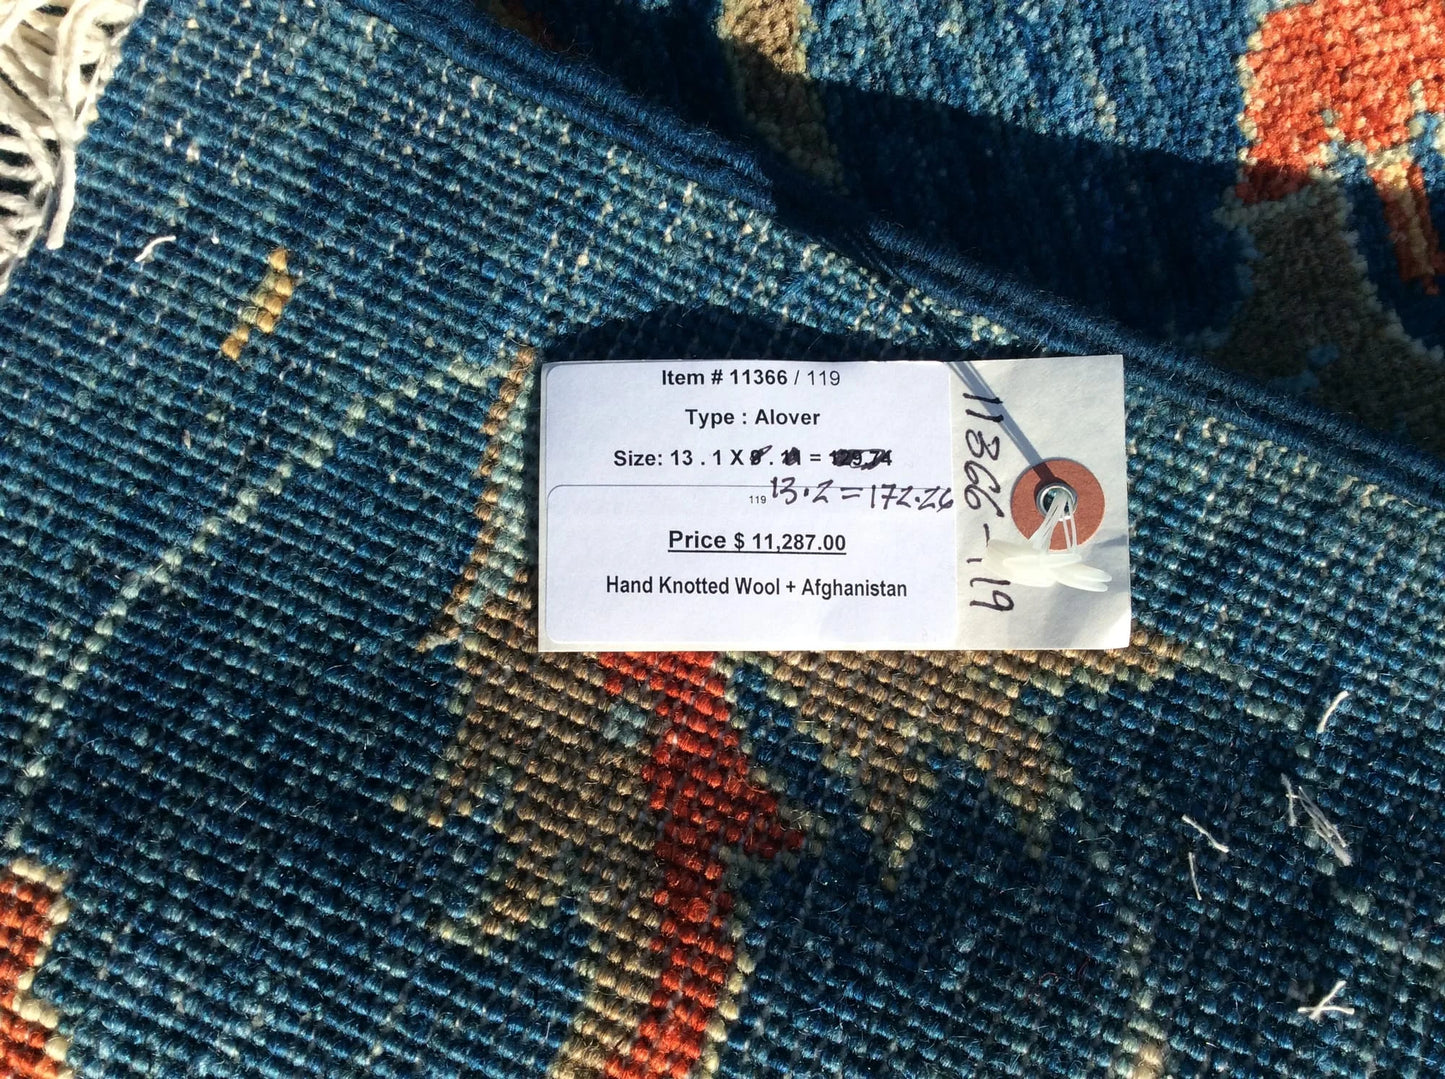 Item # 11366 / 119
Type : Alover
Size: 13 . 1 X 9 . 11 = 129.74
119 13.2 = 172.26
Price $ 11,287.00
Hand Knotted Wool + Afghanistan
11366-119